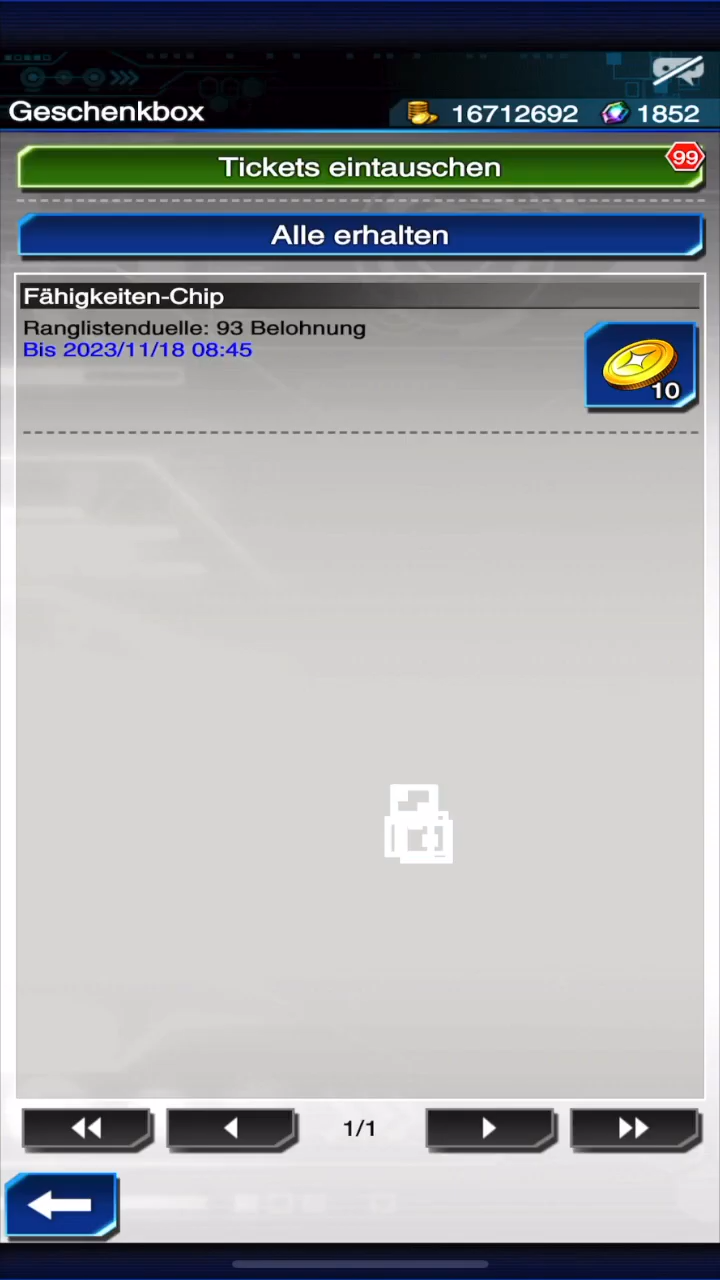 Geschenkbox
16712692
1852
Tickets eintauschen
99
Alle erhalten
Fähigkeiten-Chip
Ranglistenduelle: 93 Belohnung
Bis 2023/11/18 08:45
10
1/1